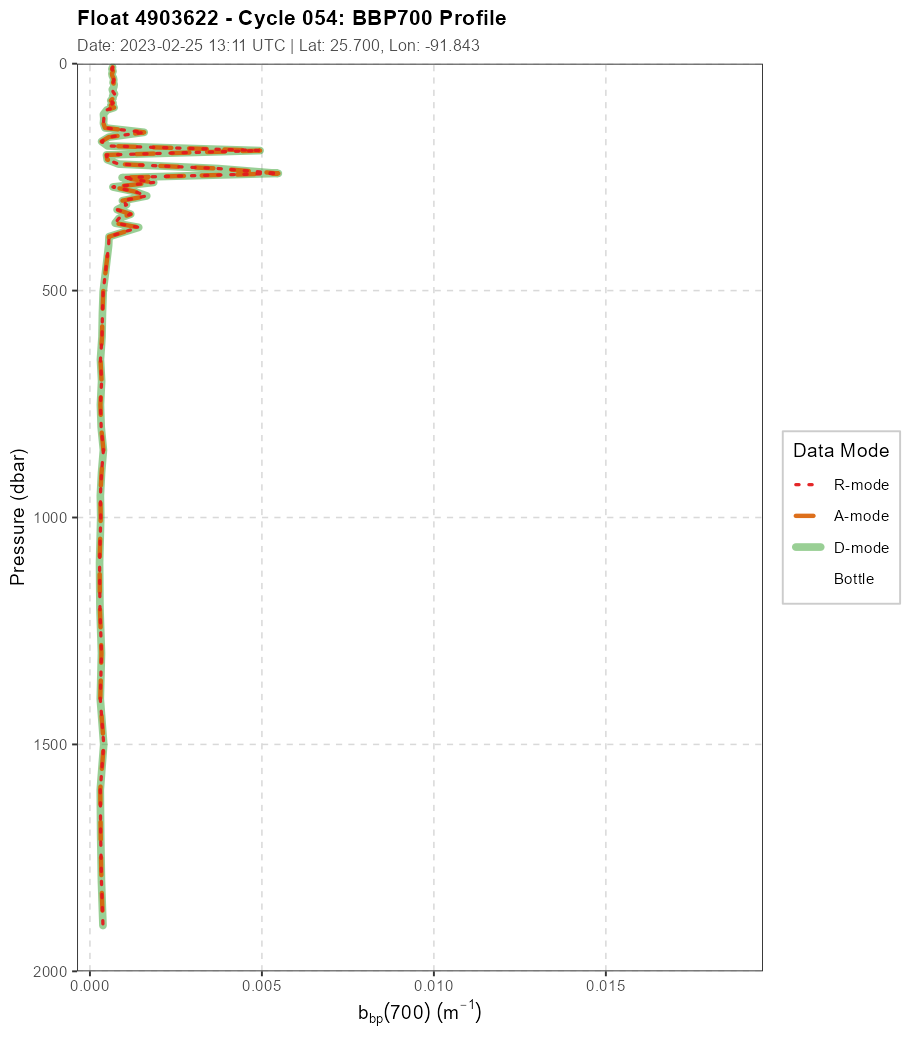 Float 4903622 - Cycle 054: BBP700 Profile
Date: 2023-02-25 13:11 UTC | Lat: 25.700, Lon: -91.843
0
500
1000
1500
2000
Pressure (dbar)
0.000 0.005 0.010 0.015
b_bp(700) (m⁻¹)
Data Mode
R-mode
A-mode
D-mode
Bottle